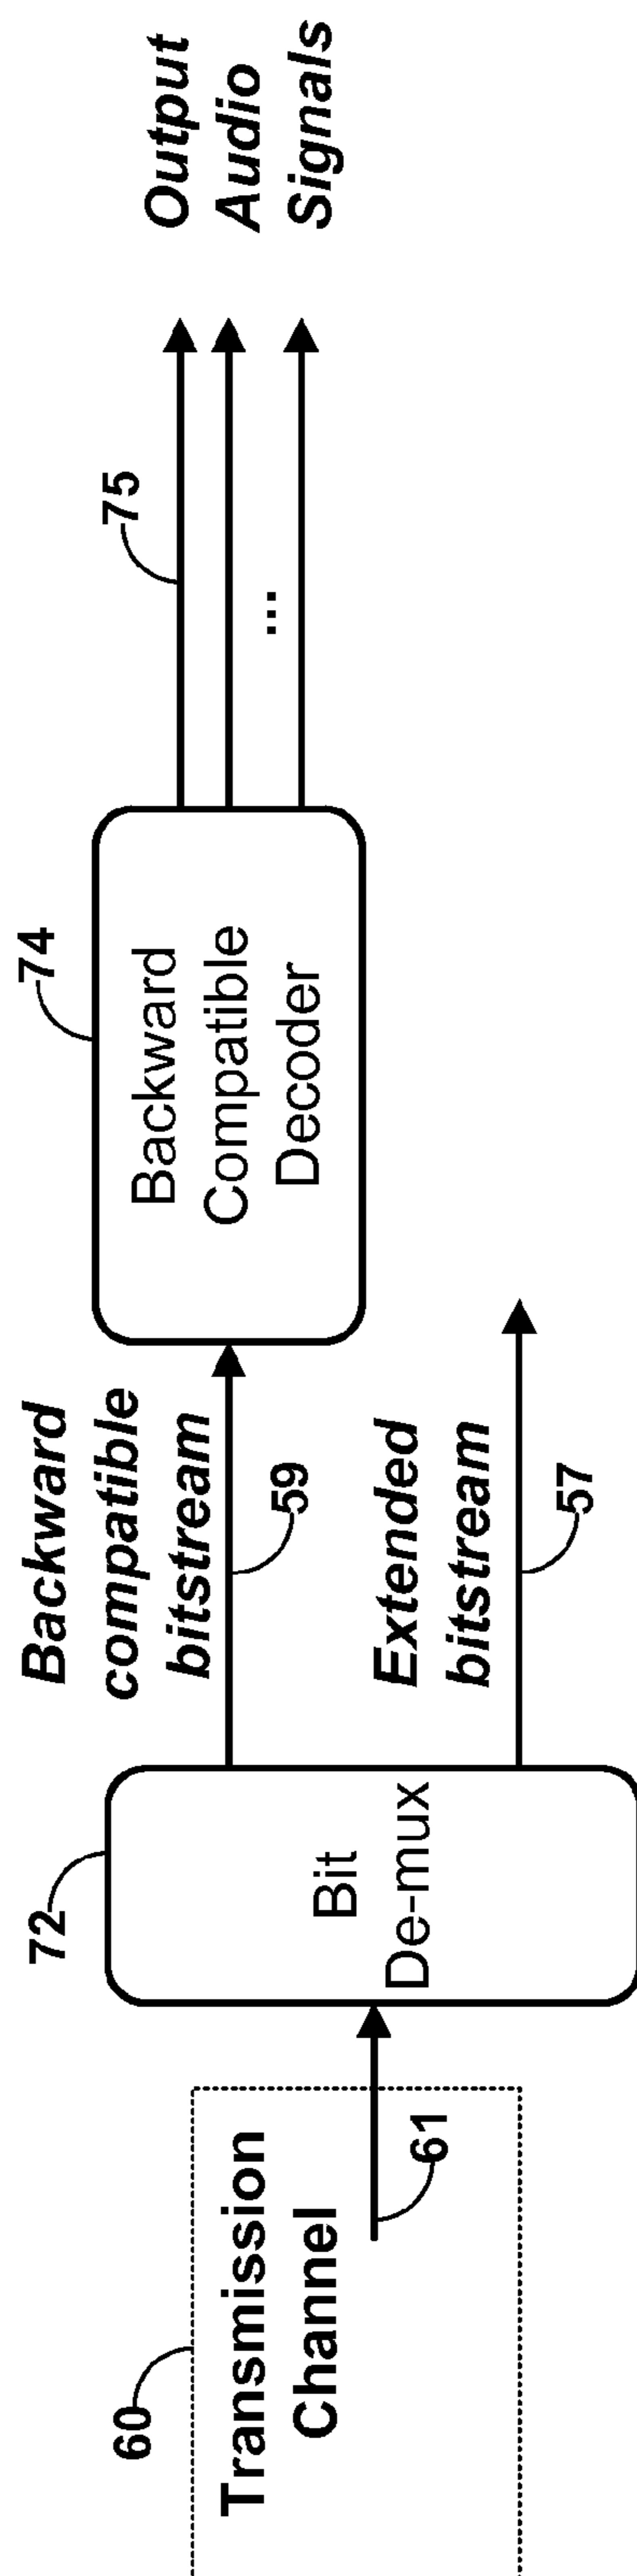 60
Transmission
Channel
61
72
Bit
De-mux
Backward
compatible
bitstream
59
Extended
bitstream
57
74
Backward
Compatible
Decoder
75
...
Output
Audio
Signals